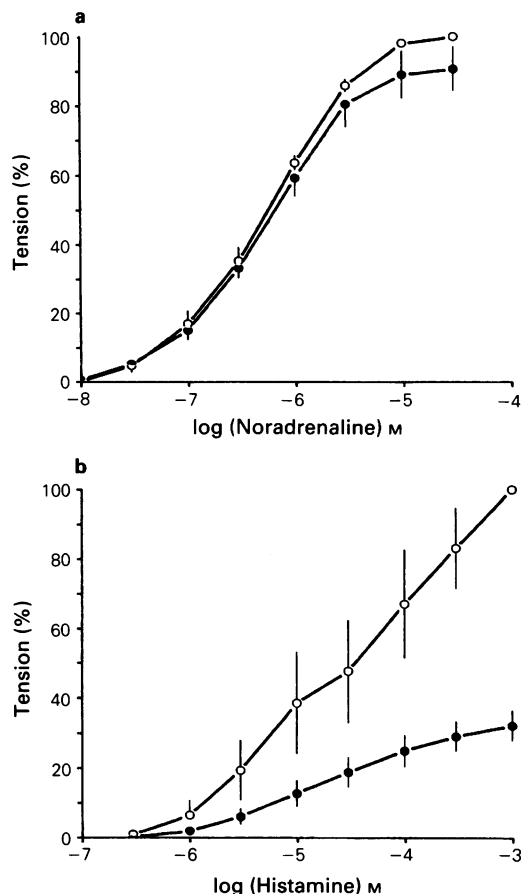 a
100
80
60
40
20
0
Tension (%)
−8 −7 −6 −5 −4
log (Noradrenaline) M
b
100
80
60
40
20
0
Tension (%)
−7 −6 −5 −4 −3
log (Histamine) M